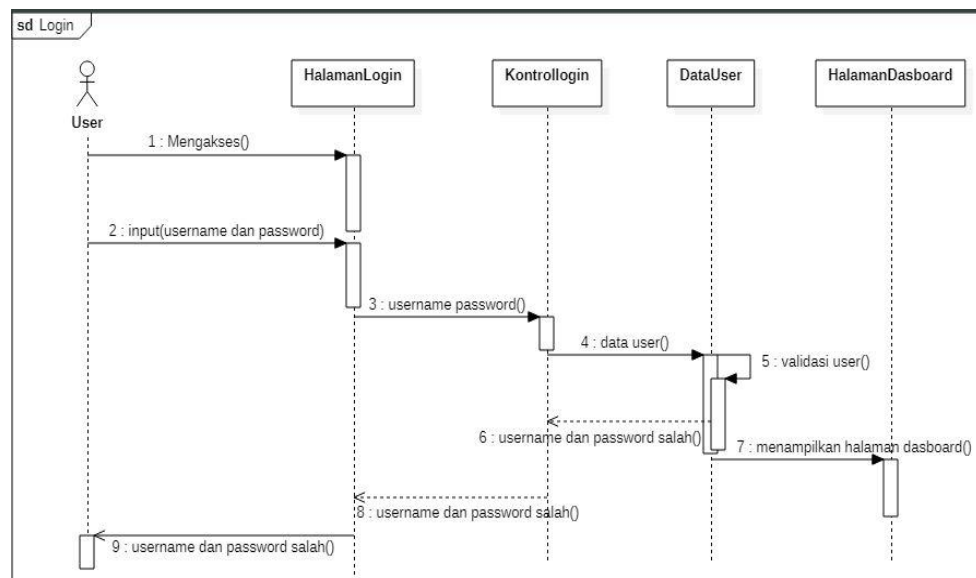 sd Login
User
HalamanLogin
Kontrollogin
DataUser
HalamanDasboard
1 : Mengakses()
2 : input(username dan password)
3 : username password()
4 : data user()
5 : validasi user()
6 : username dan password salah()
7 : menampilkan halaman dasboard()
8 : username dan password salah()
9 : username dan password salah()